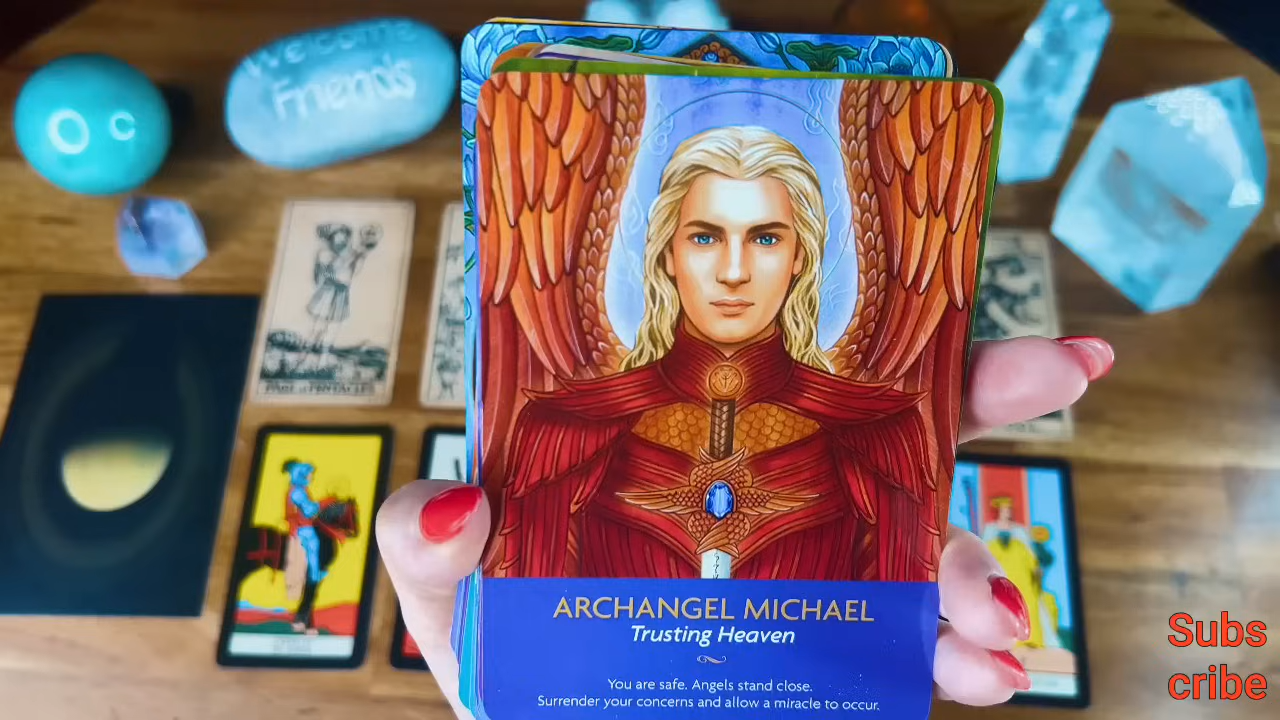 Welcome
Friends
PAGE of PENTACLES
ARCHANGEL MICHAEL
Trusting Heaven
You are safe. Angels stand close.
Surrender your concerns and allow a miracle to occur.
Subs
cribe